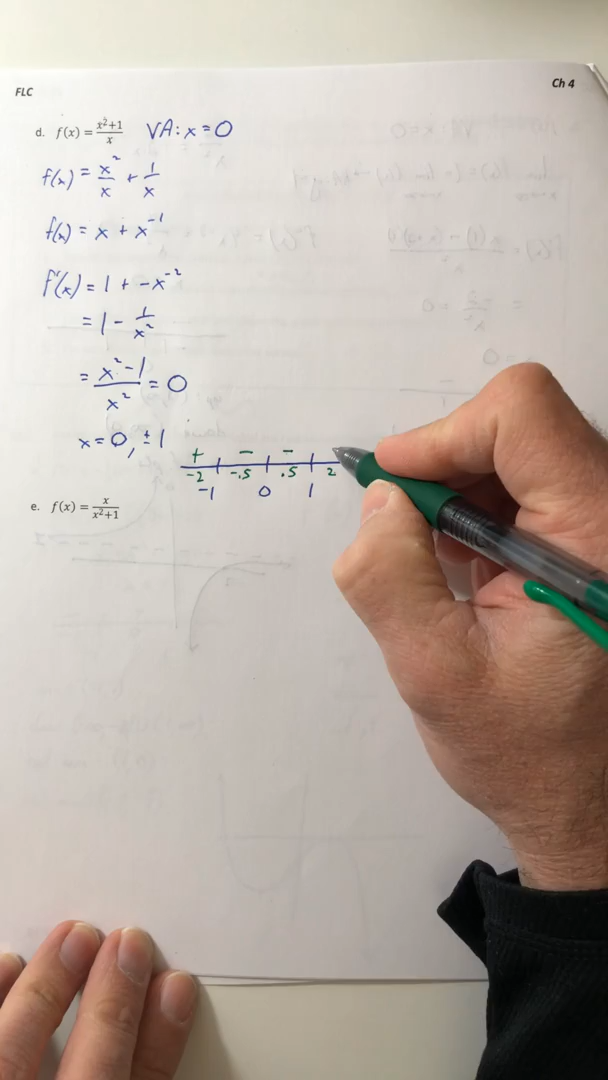 FLC Ch 4
d. f(x) = x²+1/x VA: x = 0
f(x) = x²/x + 1/x
f(x) = x + x⁻¹
f'(x) = 1 + -x⁻²
= 1 - 1/x²
= x²-1/x² = 0
x = 0, ±1
+ - -
-2 -.5 .5 2
-1 0 1
e. f(x) = x/x²+1